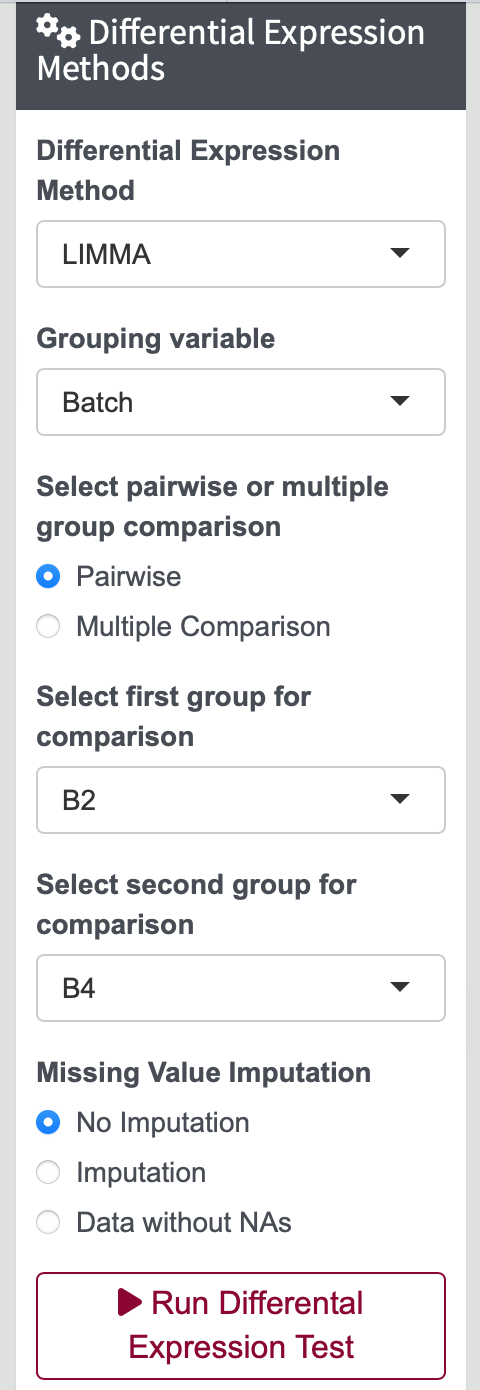 Differential Expression
Methods
Differential Expression
Method
LIMMA
Grouping variable
Batch
Select pairwise or multiple
group comparison
Pairwise
Multiple Comparison
Select first group for
comparison
B2
Select second group for
comparison
B4
Missing Value Imputation
No Imputation
Imputation
Data without NAs
Run Differental
Expression Test